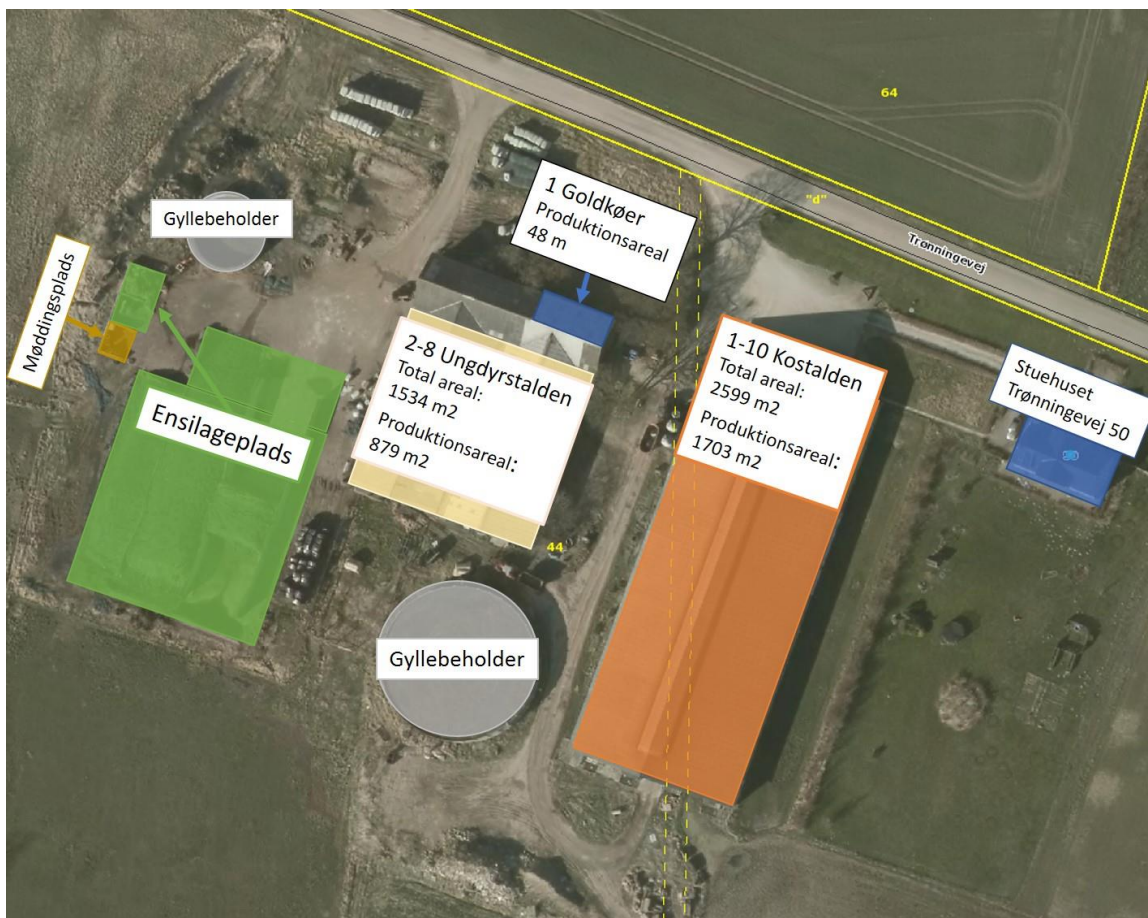 64
"d"
Trønningevej
1 Goldkøer
Produktionsareal
48 m
Gyllebeholder
Møddingsplads
Ensilageplads
2-8 Ungdyrstalden
Total areal:
1534 m2
Produktionsareal:
879 m2
1-10 Kostalden
Total areal:
2599 m2
Produktionsareal:
1703 m2
Stuehuset
Trønningevej 50
44
Gyllebeholder